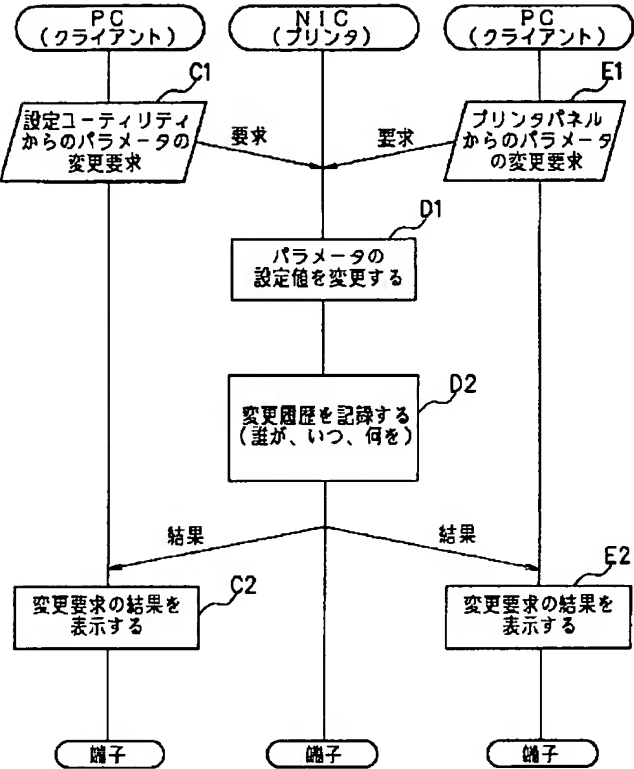 PC
(クライアント)
NIC
(プリンタ)
PC
(クライアント)
C1
設定ユーティリティ
からのパラメータの
変更要求
要求
要求
E1
プリンタパネル
からのパラメータ
の変更要求
D1
パラメータの
設定値を変更する
D2
変更履歴を記録する
(誰が、いつ、何を)
結果
結果
C2
変更要求の結果を
表示する
E2
変更要求の結果を
表示する
端子
端子
端子